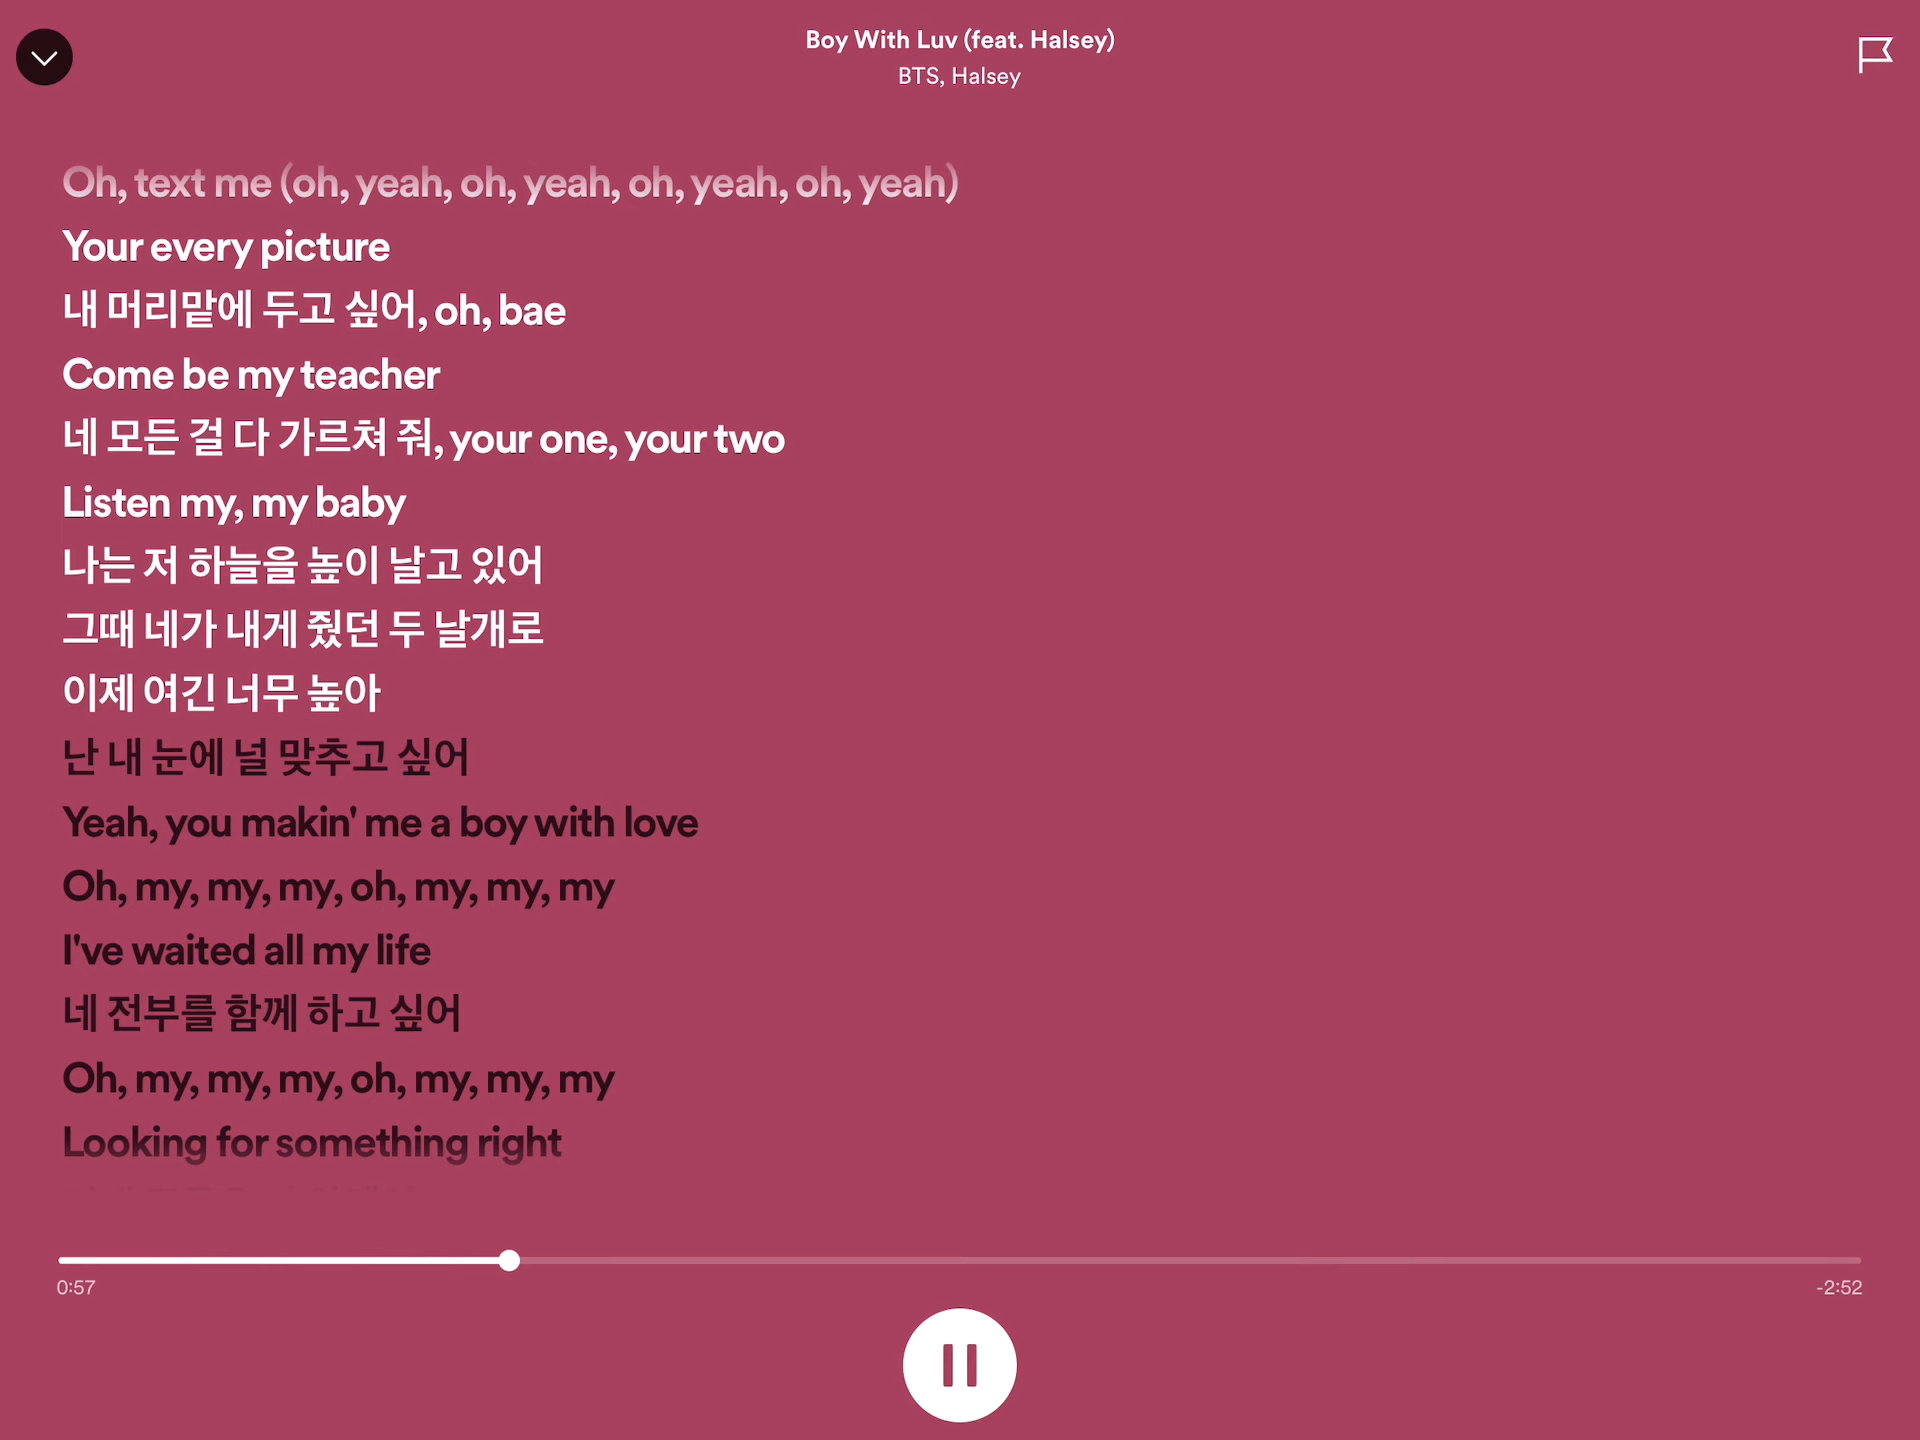 Boy With Luv (feat. Halsey)
BTS, Halsey
Oh, text me (oh, yeah, oh, yeah, oh, yeah, oh, yeah)
Your every picture
내 머리맡에 두고 싶어, oh, bae
Come be my teacher
네 모든 걸 다 가르쳐 줘, your one, your two
Listen my, my baby
나는 저 하늘을 높이 날고 있어
그때 네가 내게 줬던 두 날개로
이제 여긴 너무 높아
난 내 눈에 널 맞추고 싶어
Yeah, you makin' me a boy with love
Oh, my, my, my, oh, my, my, my
I've waited all my life
네 전부를 함께 하고 싶어
Oh, my, my, my, oh, my, my, my
Looking for something right
0:57
-2:52